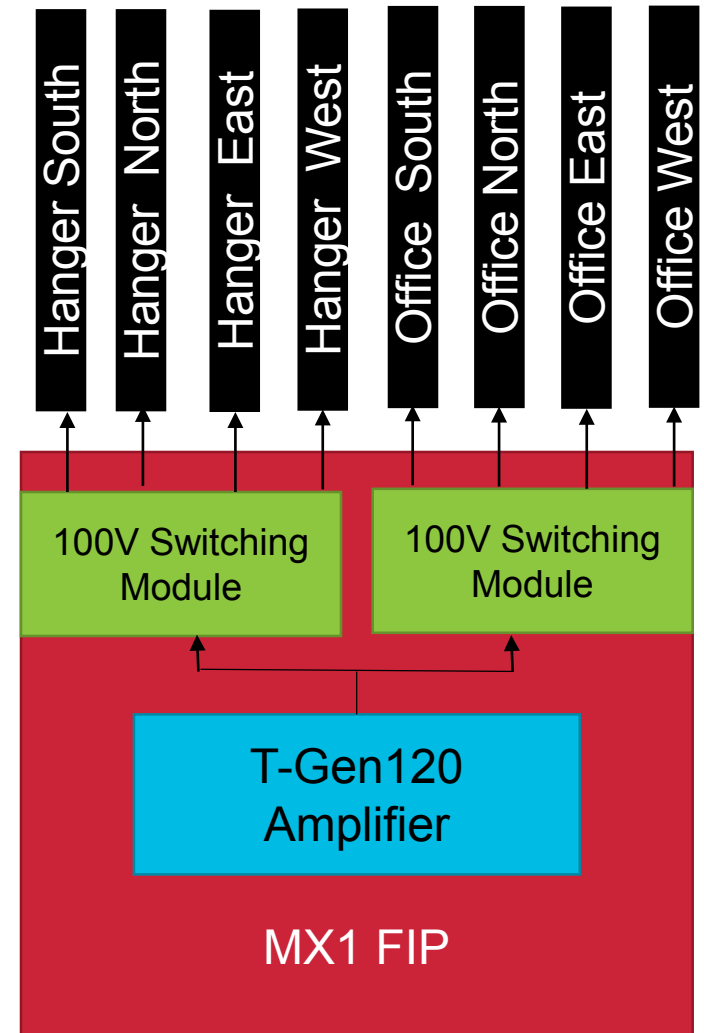 Hanger South
Hanger North
Hanger East
Hanger West
Office South
Office North
Office East
Office West
100V Switching
Module
100V Switching
Module
T-Gen120
Amplifier
MX1 FIP